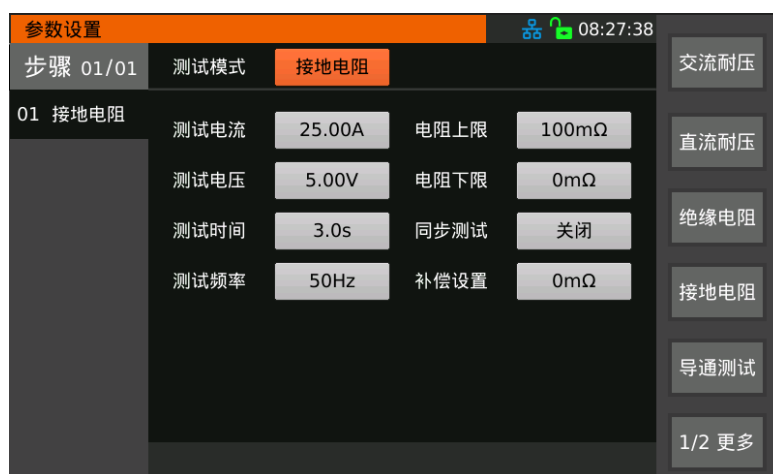 参数设置 08:27:38
步骤 01/01 测试模式 接地电阻 交流耐压
01 接地电阻
测试电流 25.00A 电阻上限 100mΩ 直流耐压
测试电压 5.00V 电阻下限 0mΩ
测试时间 3.0s 同步测试 关闭 绝缘电阻
测试频率 50Hz 补偿设置 0mΩ 接地电阻
导通测试
1/2 更多